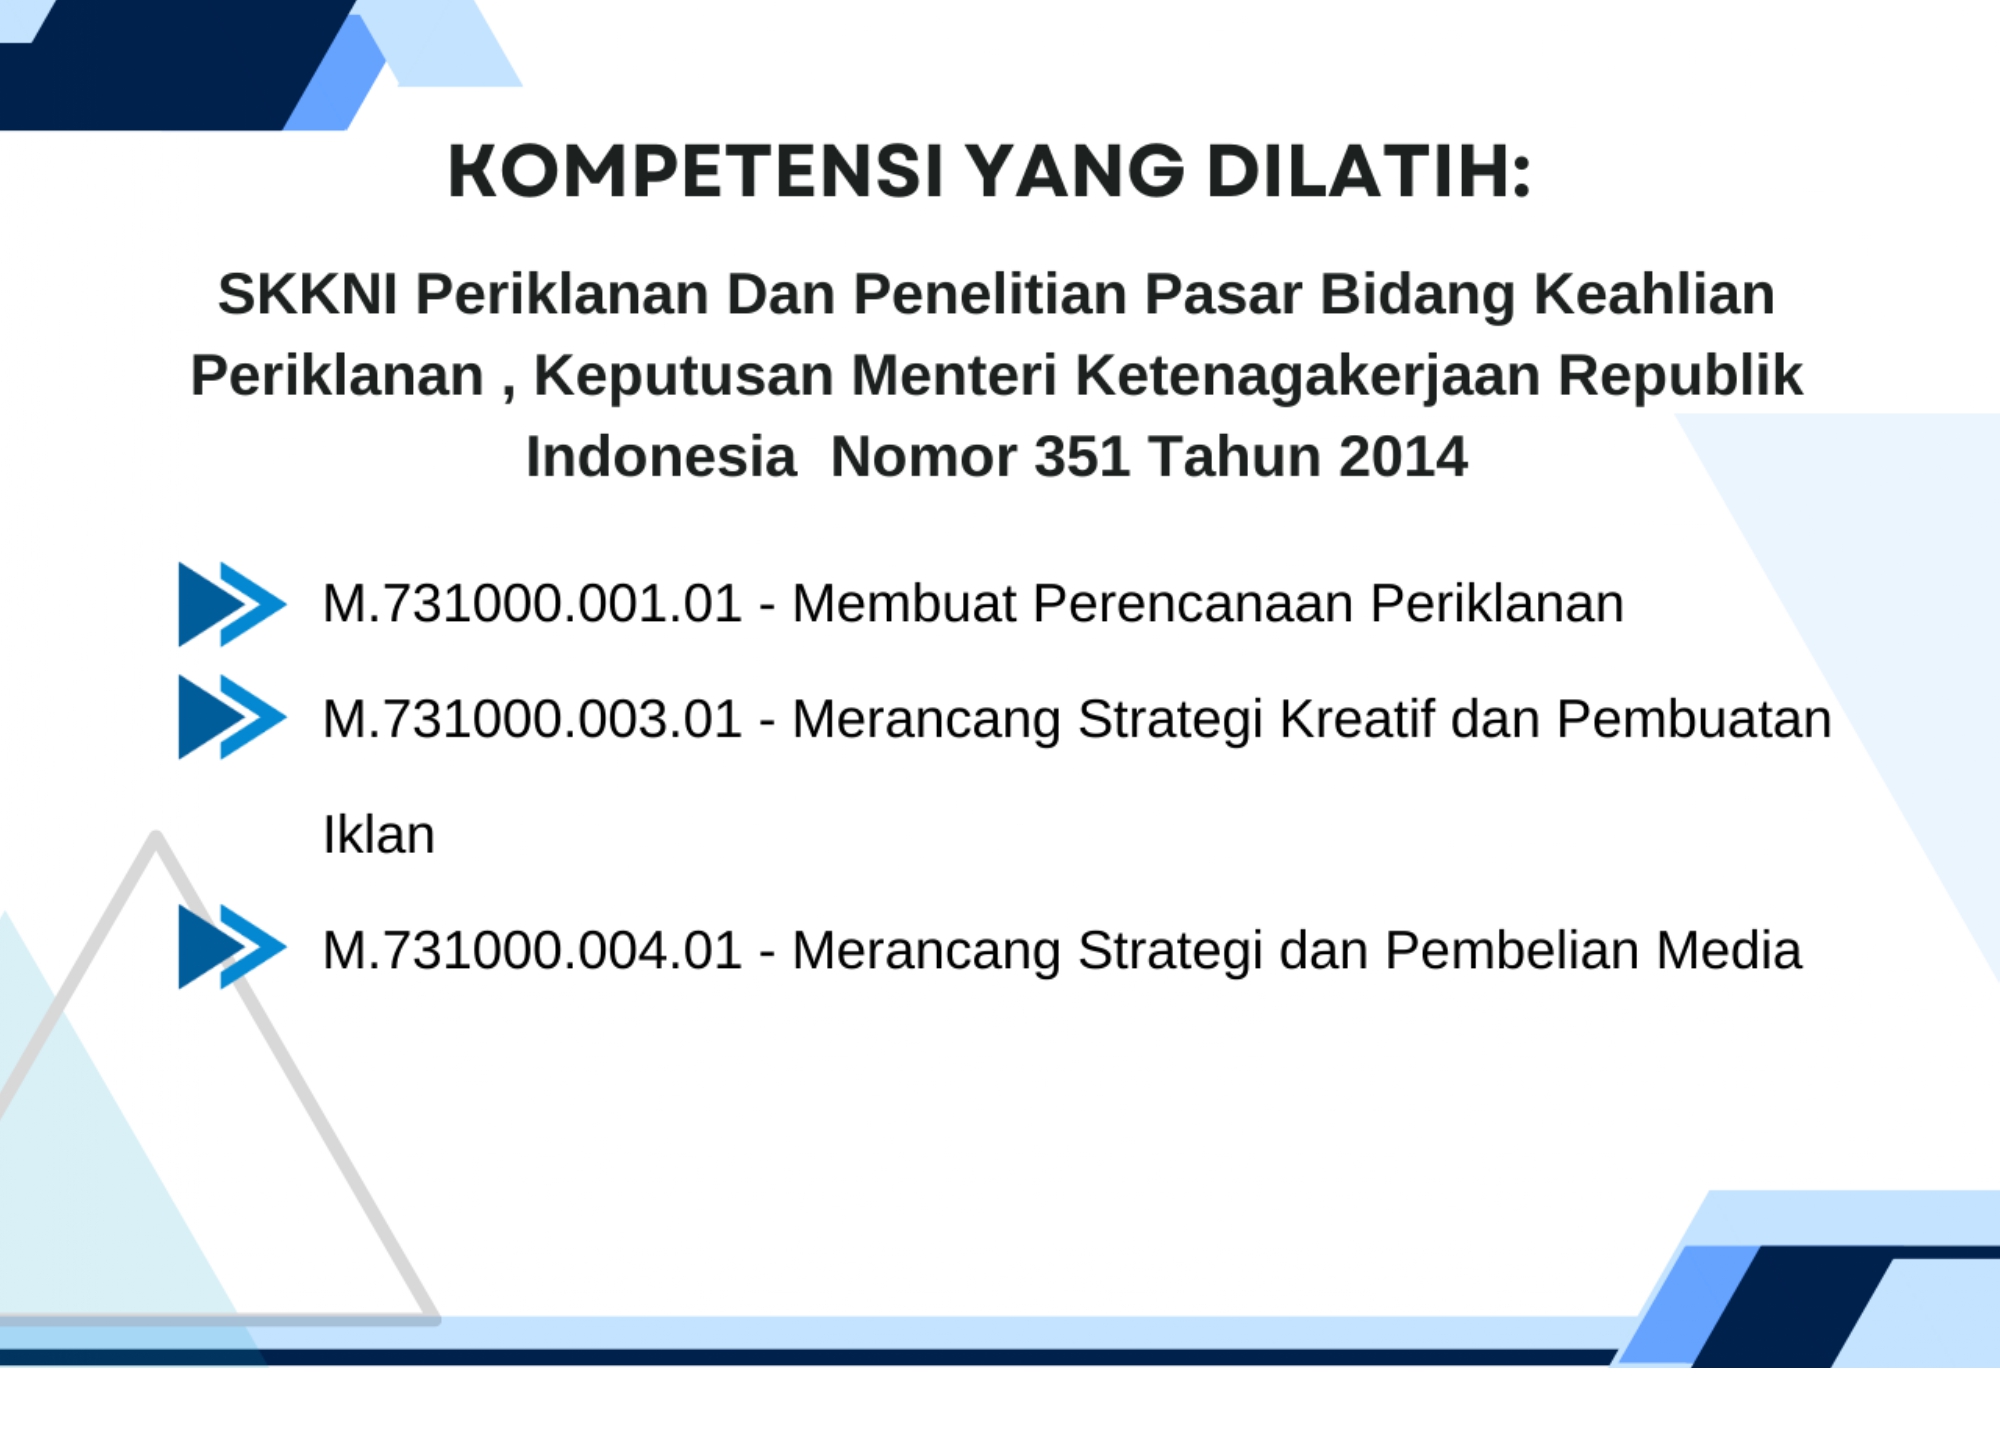 KOMPETENSI YANG DILATIH:
SKKNI Periklanan Dan Penelitian Pasar Bidang Keahlian
Periklanan , Keputusan Menteri Ketenagakerjaan Republik
Indonesia  Nomor 351 Tahun 2014
M.731000.001.01 - Membuat Perencanaan Periklanan
M.731000.003.01 - Merancang Strategi Kreatif dan Pembuatan
Iklan
M.731000.004.01 - Merancang Strategi dan Pembelian Media